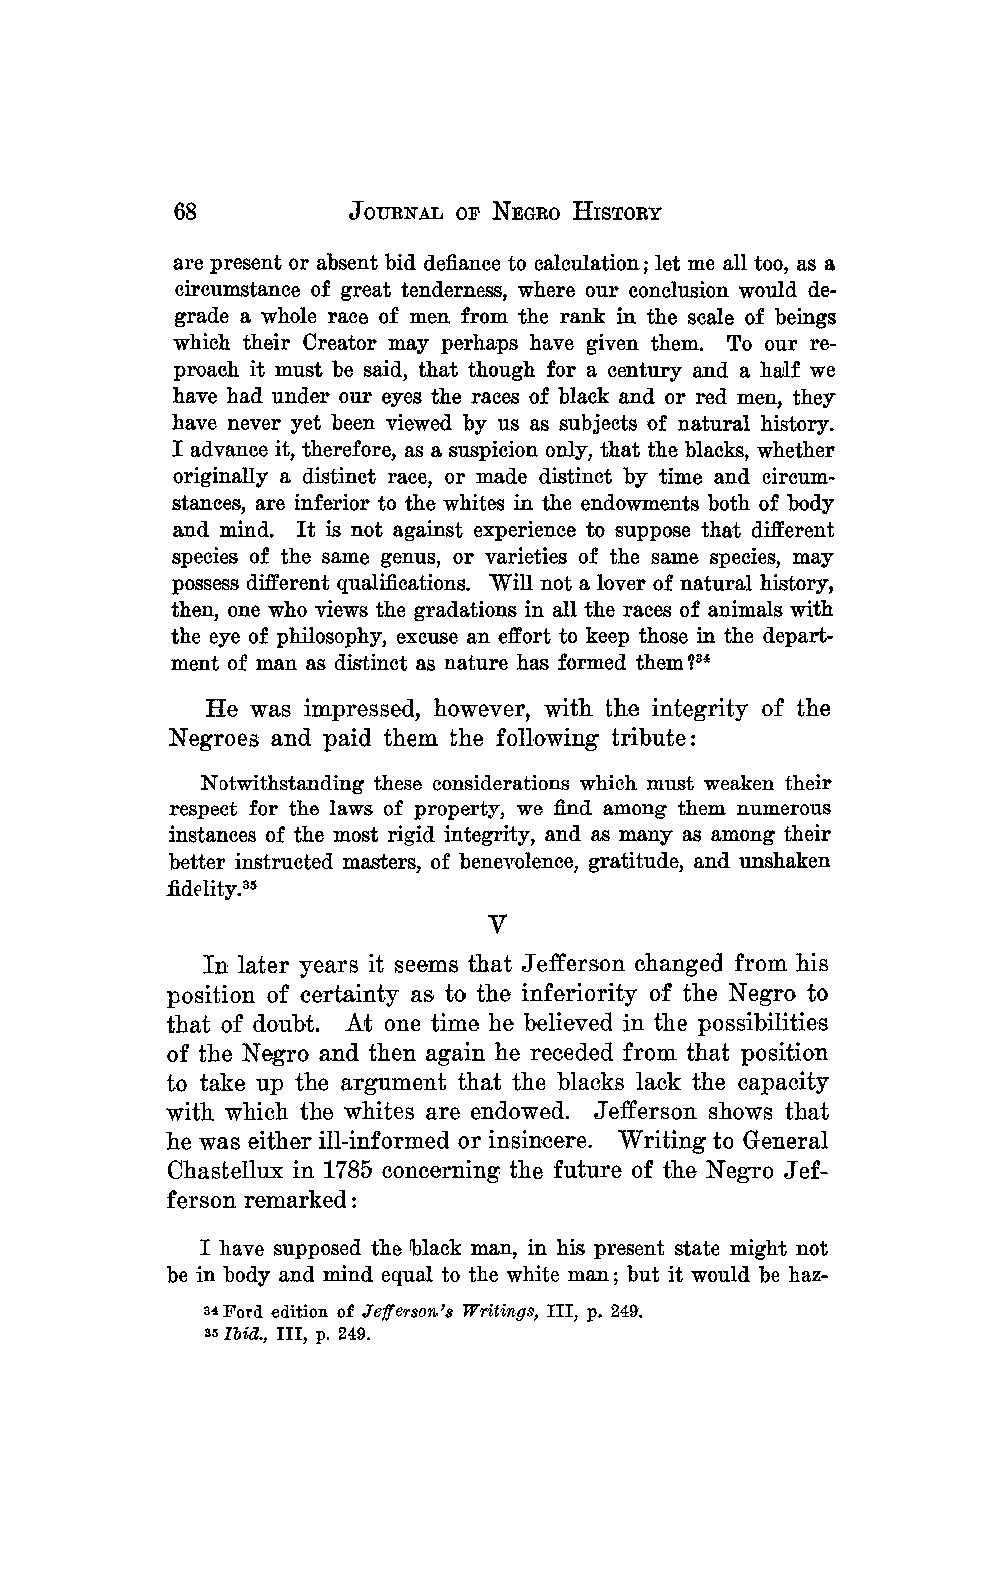 68 JOURNAL OF NEGRO HISTORY
are present or absent bid defiance to calculation; let me all too, as a
circumstance of great tenderness, where our conclusion would de-
grade a whole race of men from the rank in the scale of beings
which their Creator may perhaps have given them. To our re-
proach it must be said, that though for a century and a half we
have had under our eyes the races of black and or red men, they
have never yet been viewed by us as subjects of natural history.
I advance it, therefore, as a suspicion only, that the blacks, whether
originally a distinct race, or made distinct by time and circum-
stances, are inferior to the whites in the endowments both of body
and mind. It is not against experience to suppose that different
species of the same genus, or varieties of the same species, may
possess different qualifications. Will not a lover of natural history,
then, one who views the gradations in all the races of animals with
the eye of philosophy, excuse an effort to keep those in the depart-
ment of man as distinct as nature has formed them?34
He was impressed, however, with the integrity of the
Negroes and paid them the following tribute:
Notwithstanding these considerations which must weaken their
respect for the laws of property, we find among them numerous
instances of the most rigid integrity, and as many as among their
better instructed masters, of benevolence, gratitude, and unshaken
fidelity.35
V
In later years it seems that Jefferson changed from his
position of certainty as to the inferiority of the Negro to
that of doubt. At one time he believed in the possibilities
of the Negro and then again he receded from that position
to take up the argument that the blacks lack the capacity
with which the whites are endowed. Jefferson shows that
he was either ill-informed or insincere. Writing to General
Chastellux in 1785 concerning the future of the Negro Jef-
ferson remarked:
I have supposed the black man, in his present state might not
be in body and mind equal to the white man; but it would be haz-
34 Ford edition of Jefferson's Writings, III, p. 249.
35 Ibid., III, p. 249.